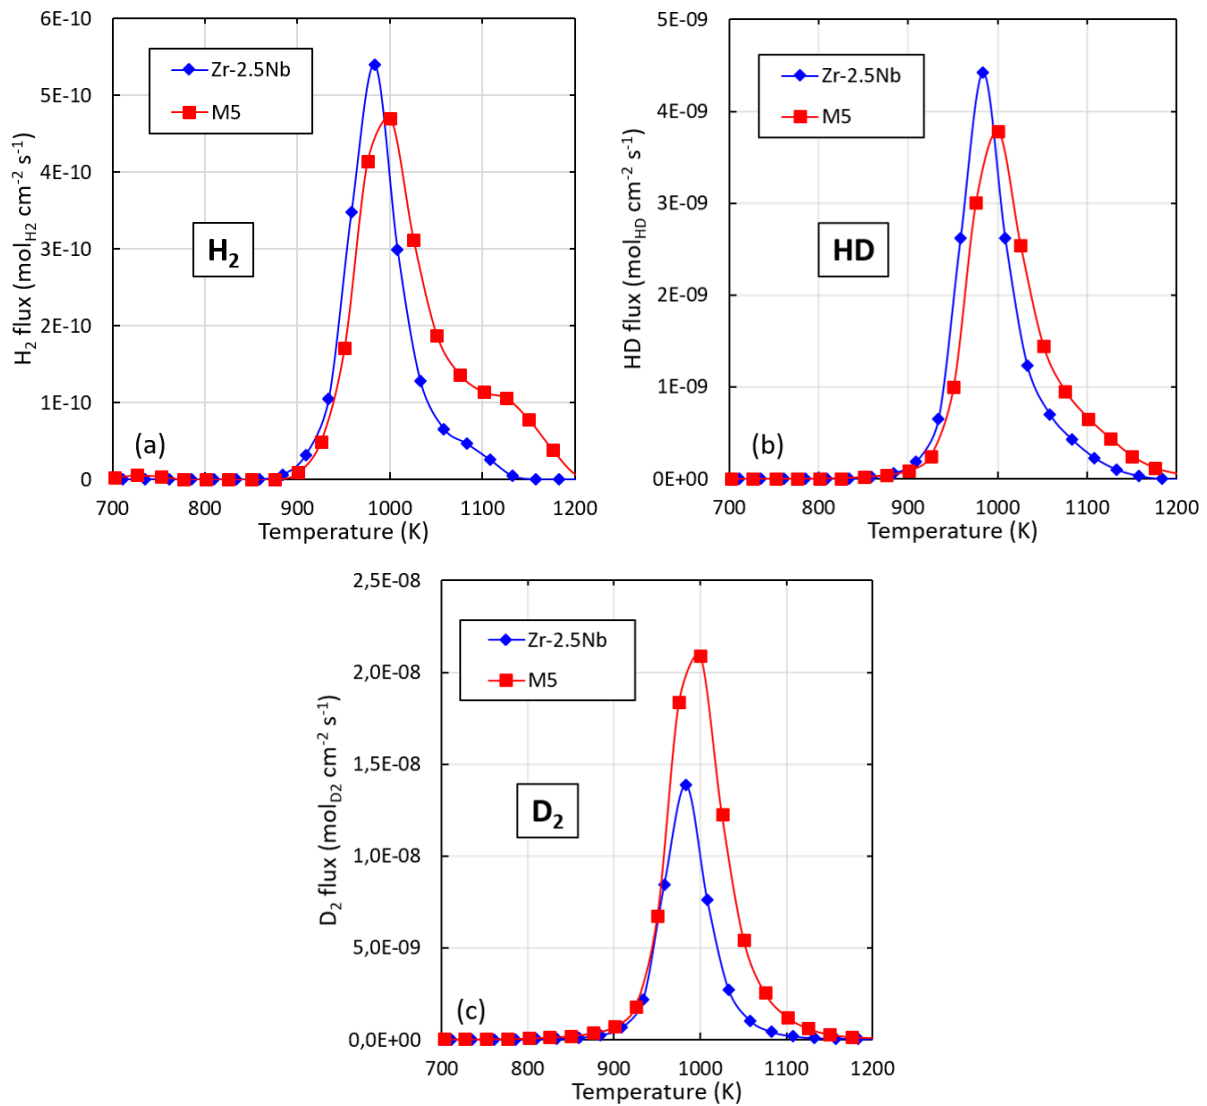 6E-10
5E-10
4E-10
3E-10
2E-10
1E-10
0
H₂ flux (mol_H2 cm⁻² s⁻¹)
Zr-2.5Nb
M5
H₂
(a)
700 800 900 1000 1100 1200
Temperature (K)
5E-09
4E-09
3E-09
2E-09
1E-09
0E+00
HD flux (mol_HD cm⁻² s⁻¹)
Zr-2.5Nb
M5
HD
(b)
700 800 900 1000 1100 1200
Temperature (K)
2,5E-08
2,0E-08
1,5E-08
1,0E-08
5,0E-09
0,0E+00
D₂ flux (mol_D2 cm⁻² s⁻¹)
Zr-2.5Nb
M5
D₂
(c)
700 800 900 1000 1100 1200
Temperature (K)